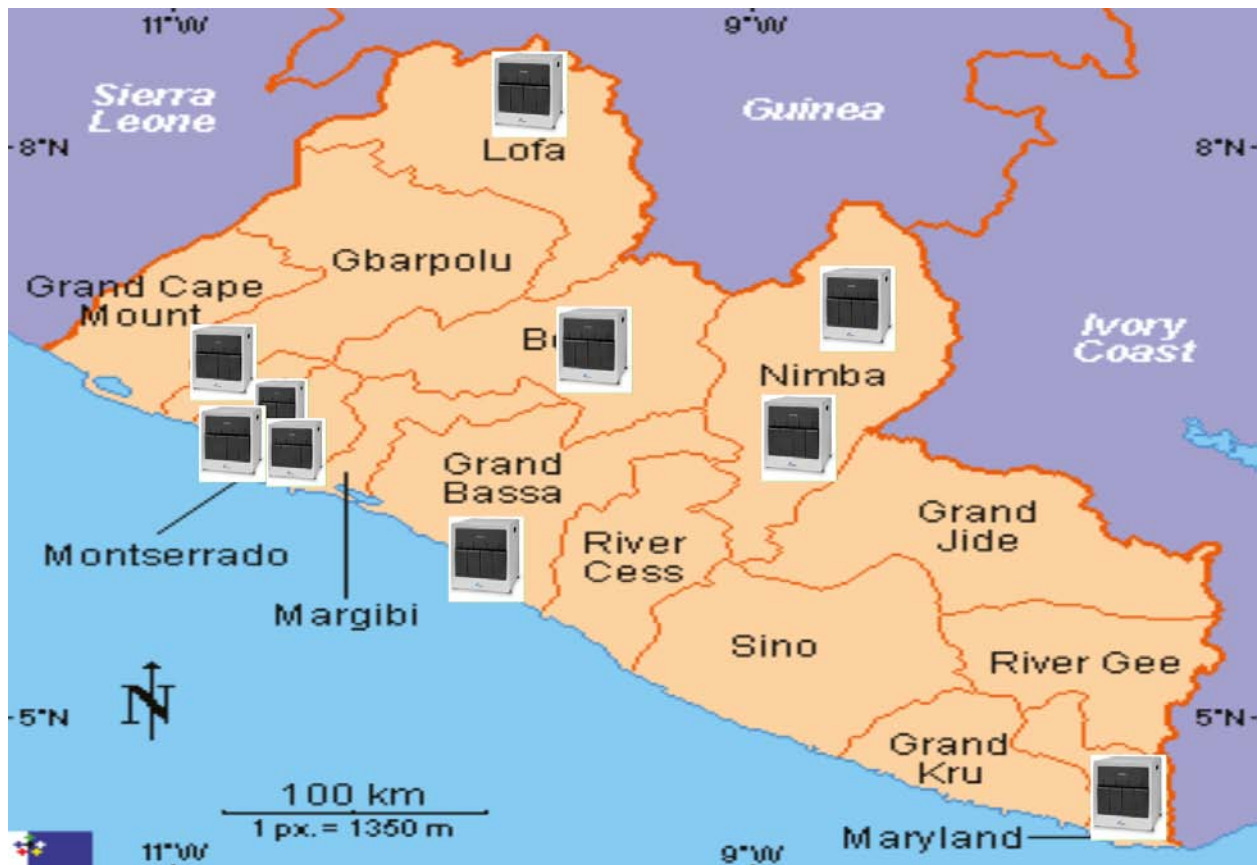 11°W
9°W
Sierra
Leone
Guinea
8°N
8°N
Lofa
Gbarpolu
Grand Cape
Mount
Ivory
Coast
Nimba
Grand
Bassa
Grand
Jide
Montserrado
River
Cess
Margibi
Sino
River Gee
N
5°N
5°N
Grand
Kru
100 km
1 px. = 1350 m
Maryland
11°W
9°W